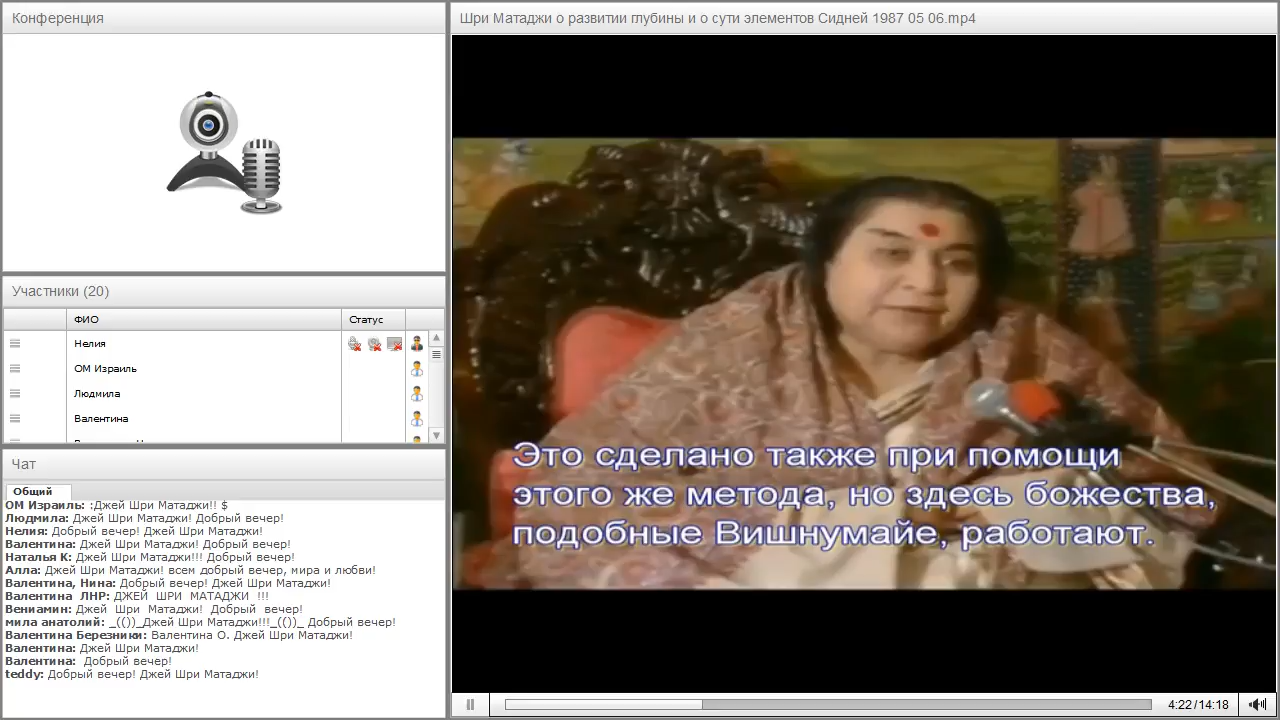 Конференция
Шри Матаджи о развитии глубины и о сути элементов Сидней 1987 05 06.mp4
Участники (20)
ФИО
Статус
Нелия
ОМ Израиль
Людмила
Валентина
Чат
Общий
ОМ Израиль: :Джей Шри Матаджи!! $
Людмила: Джей Шри Матаджи! Добрый вечер!
Нелия: Добрый вечер! Джей Шри Матаджи!
Валентина: Джей Шри Матаджи! Добрый вечер!
Наталья К: Джей Шри Матаджи!!! Добрый вечер!
Алла: Джей Шри Матаджи! всем добрый вечер, мира и любви!
Валентина, Нина: Добрый вечер! Джей Шри Матаджи!
Валентина ЛНР: ДЖЕЙ ШРИ МАТАДЖИ !!!
Вениамин: Джей Шри Матаджи! Добрый вечер!
мила анатолий: _(())_Джей Шри Матаджи!!!_(())_ Добрый вечер!
Валентина Березники: Валентина О. Джей Шри Матаджи!
Валентина: Джей Шри Матаджи!
Валентина: Добрый вечер!
teddy: Добрый вечер! Джей Шри Матаджи!
Это сделано также при помощи
этого же метода, но здесь божества,
подобные Вишнумайе, работают.
4:22/14:18